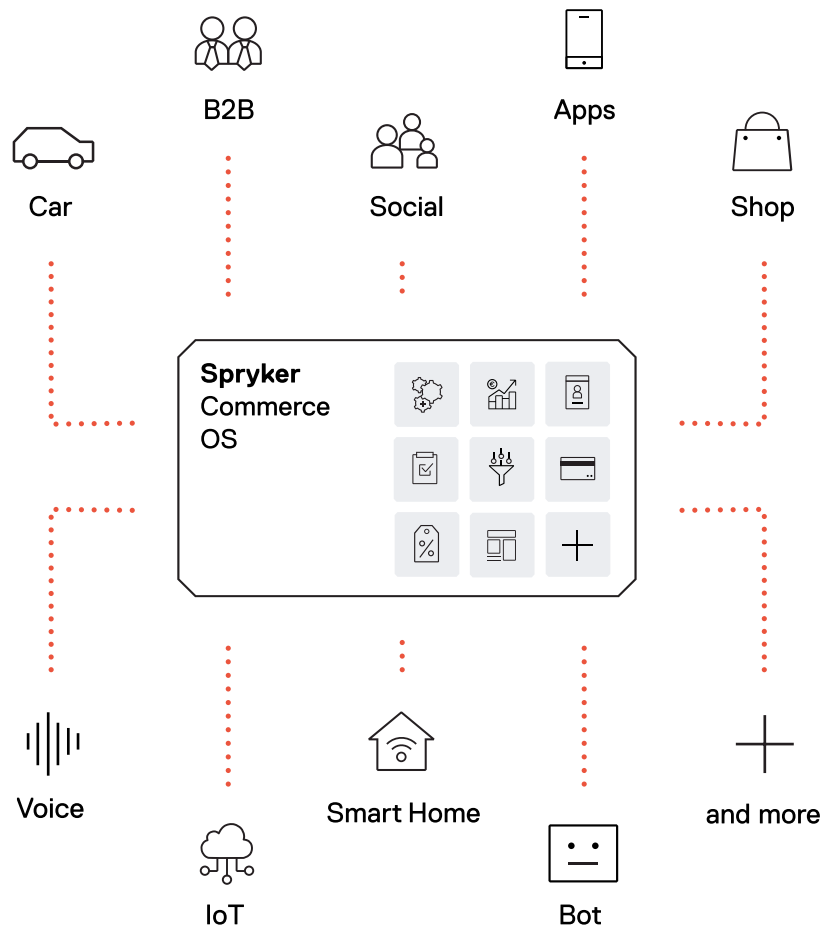 B2B
Apps
Car
Social
Shop
Spryker
Commerce
OS
€
%
Voice
Smart Home
and more
IoT
Bot